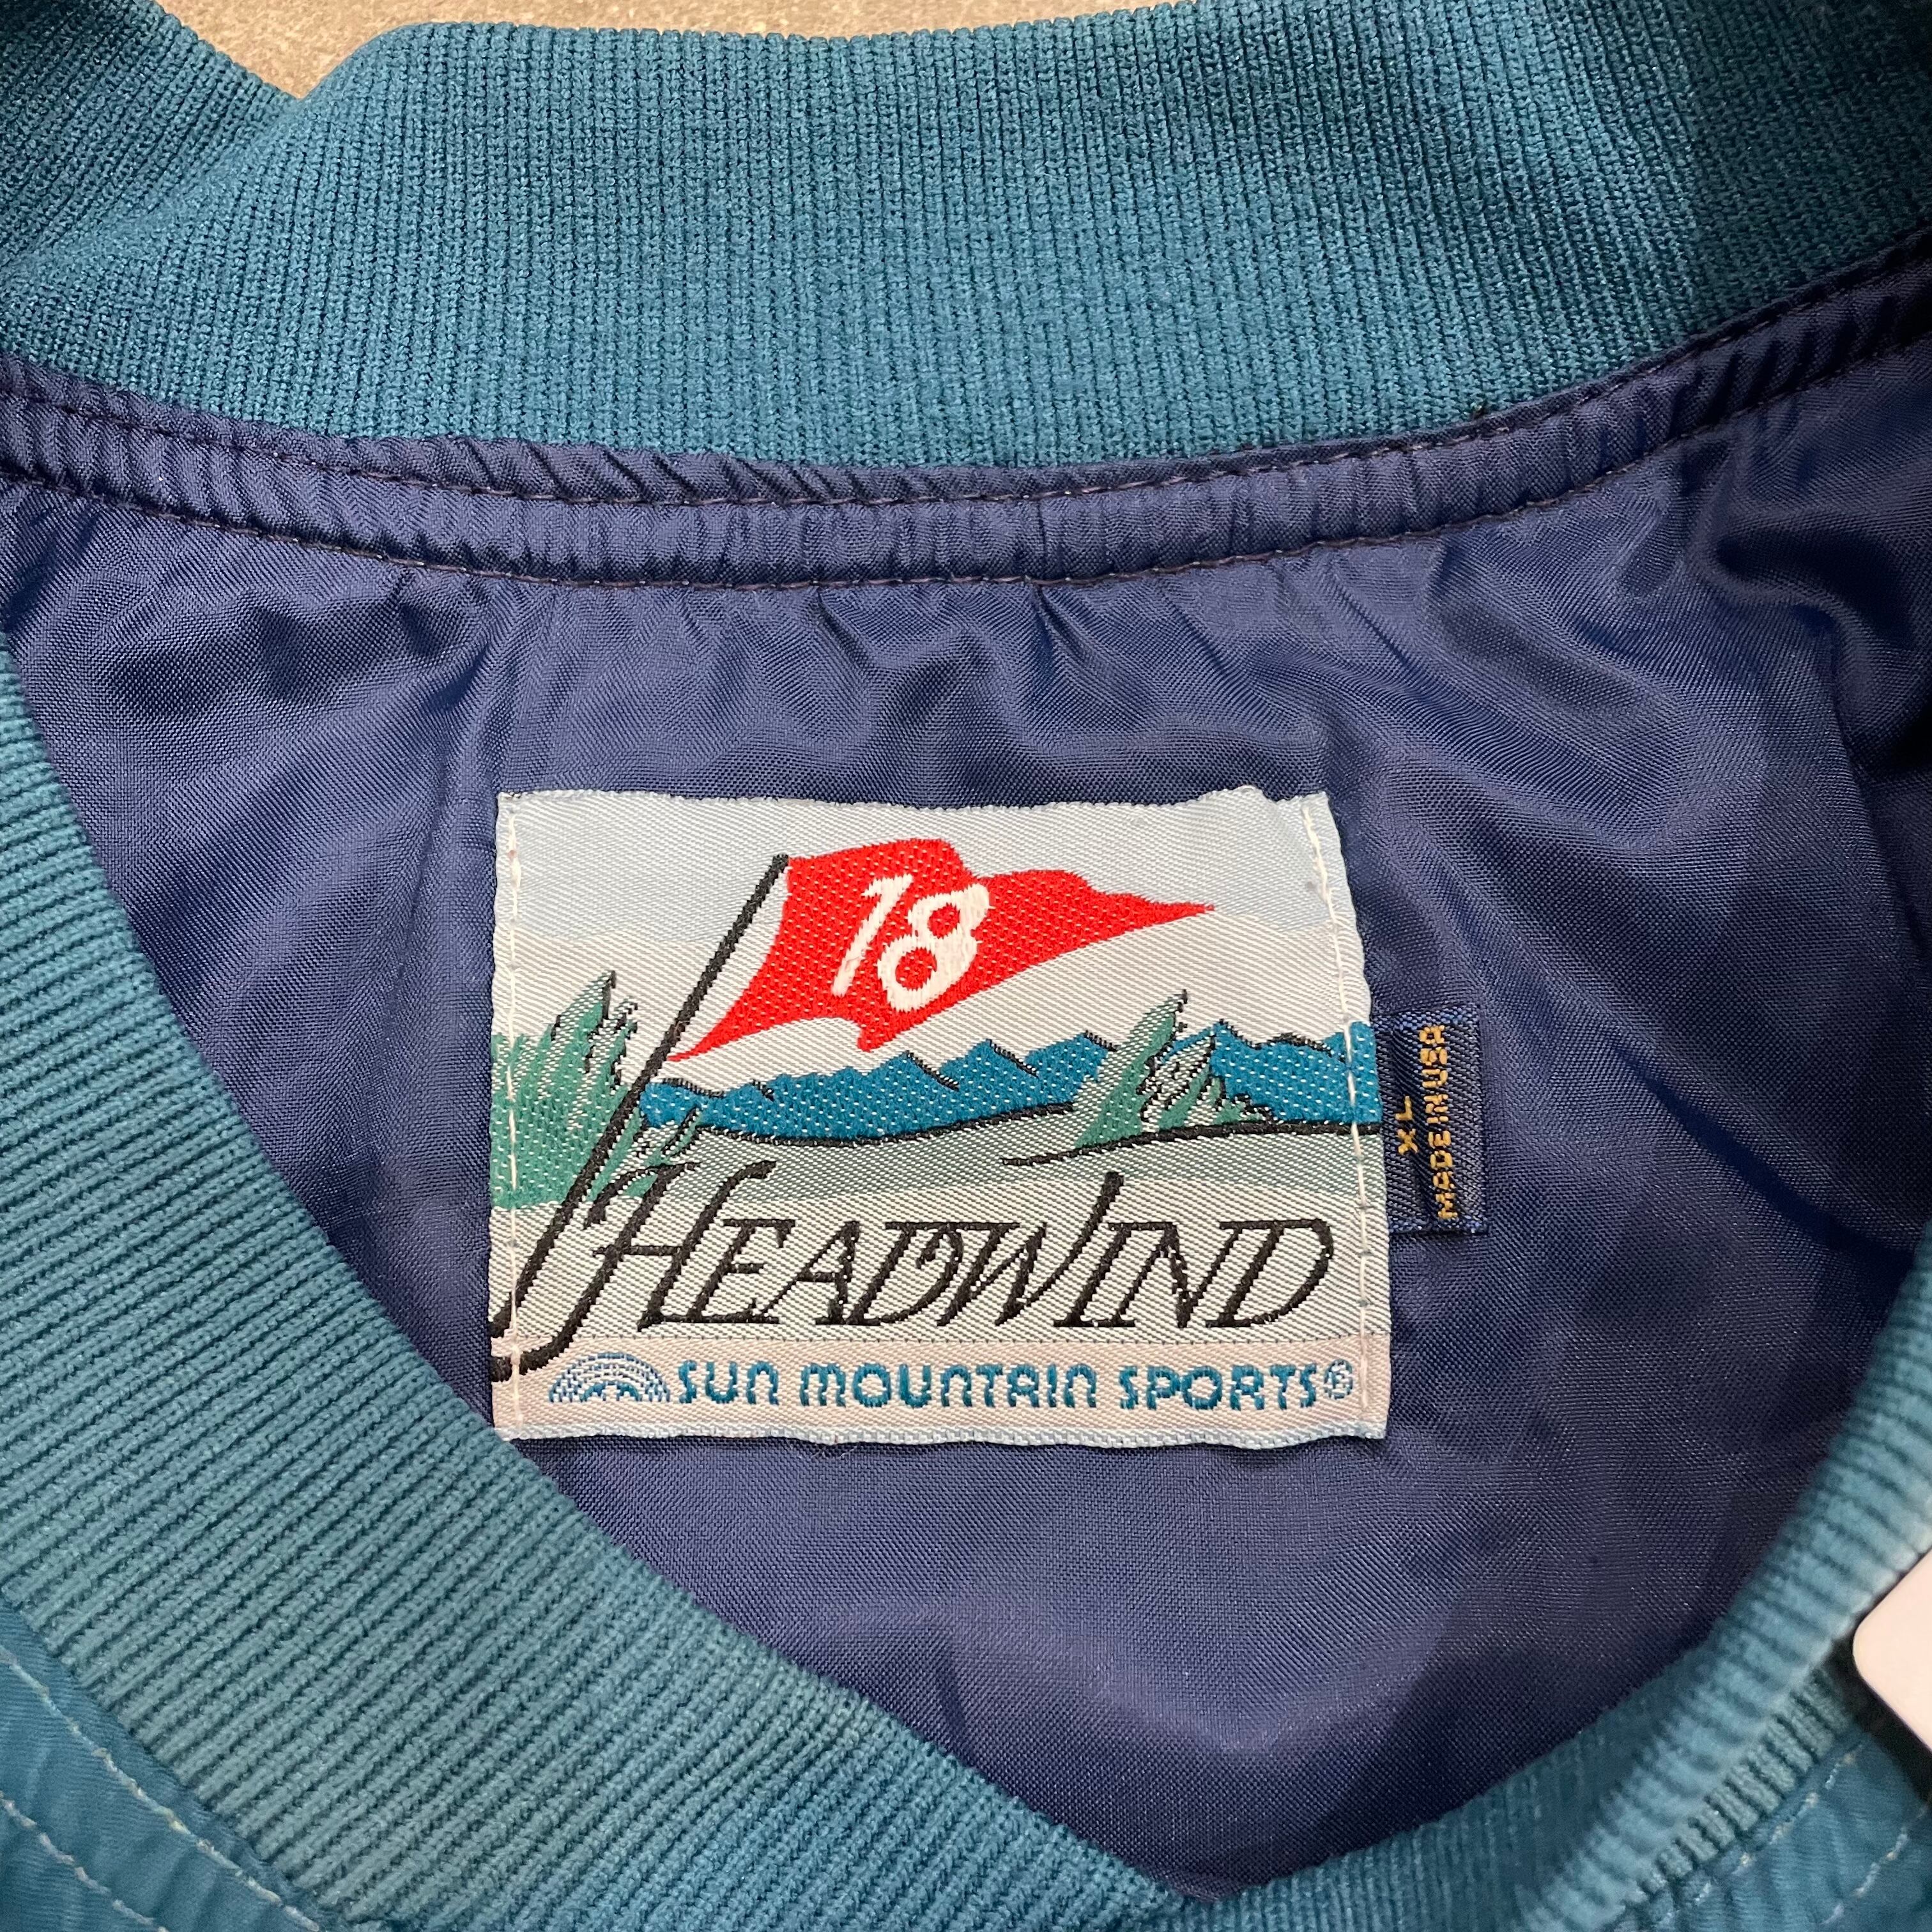 18
HEADWIND
SUN MOUNTAIN SPORTS®
XL
MADE IN USA